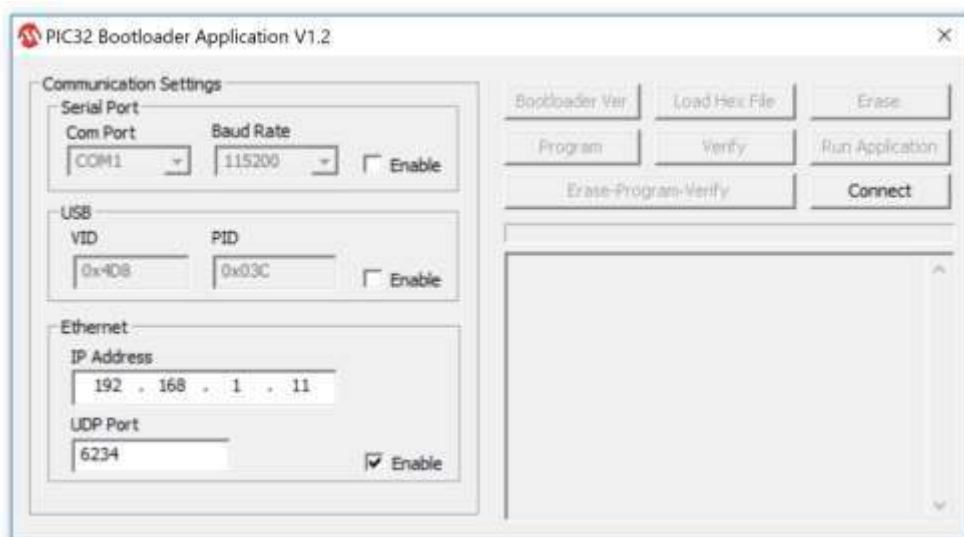 PIC32 Bootloader Application V1.2
Communication Settings
Serial Port
Com Port Baud Rate
COM1 115200 Enable
USB
VID PID
0x4D8 0x03C Enable
Ethernet
IP Address
192 . 168 . 1 . 11
UDP Port
6234 Enable
Bootloader Ver Load Hex File Erase
Program Verify Run Application
Erase-Program-Verify Connect